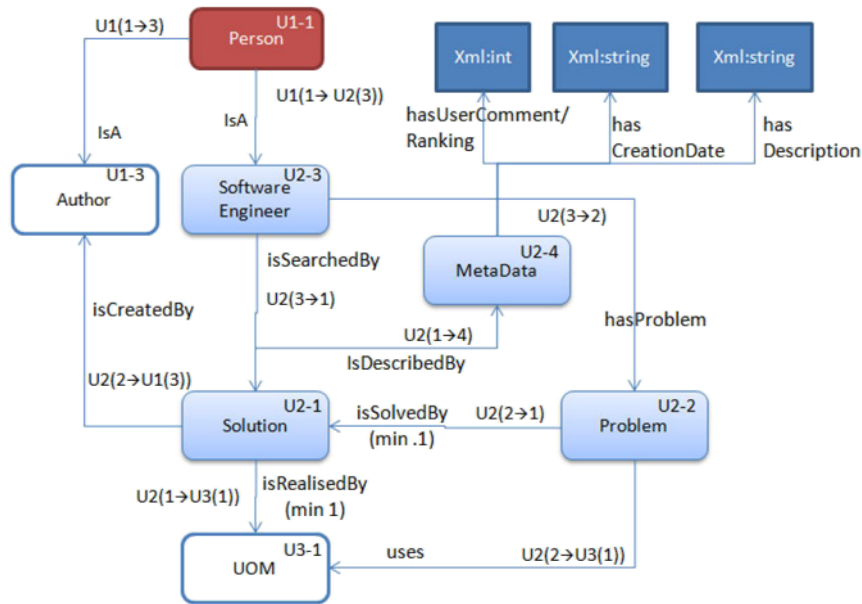 U1(1→3)
U1-1
Person
U1(1→ U2(3))
IsA
IsA
Xml:int
Xml:string
Xml:string
hasUserComment/
Ranking
has
CreationDate
has
Description
U1-3
Author
U2-3
Software
Engineer
U2(3→2)
U2-4
MetaData
isSearchedBy
U2(3→1)
isCreatedBy
hasProblem
U2(1→4)
IsDescribedBy
U2(2→U1(3))
U2-1
Solution
isSolvedBy
(min .1)
U2(2→1)
U2-2
Problem
U2(1→U3(1))
isRealisedBy
(min 1)
U3-1
UOM
uses
U2(2→U3(1))